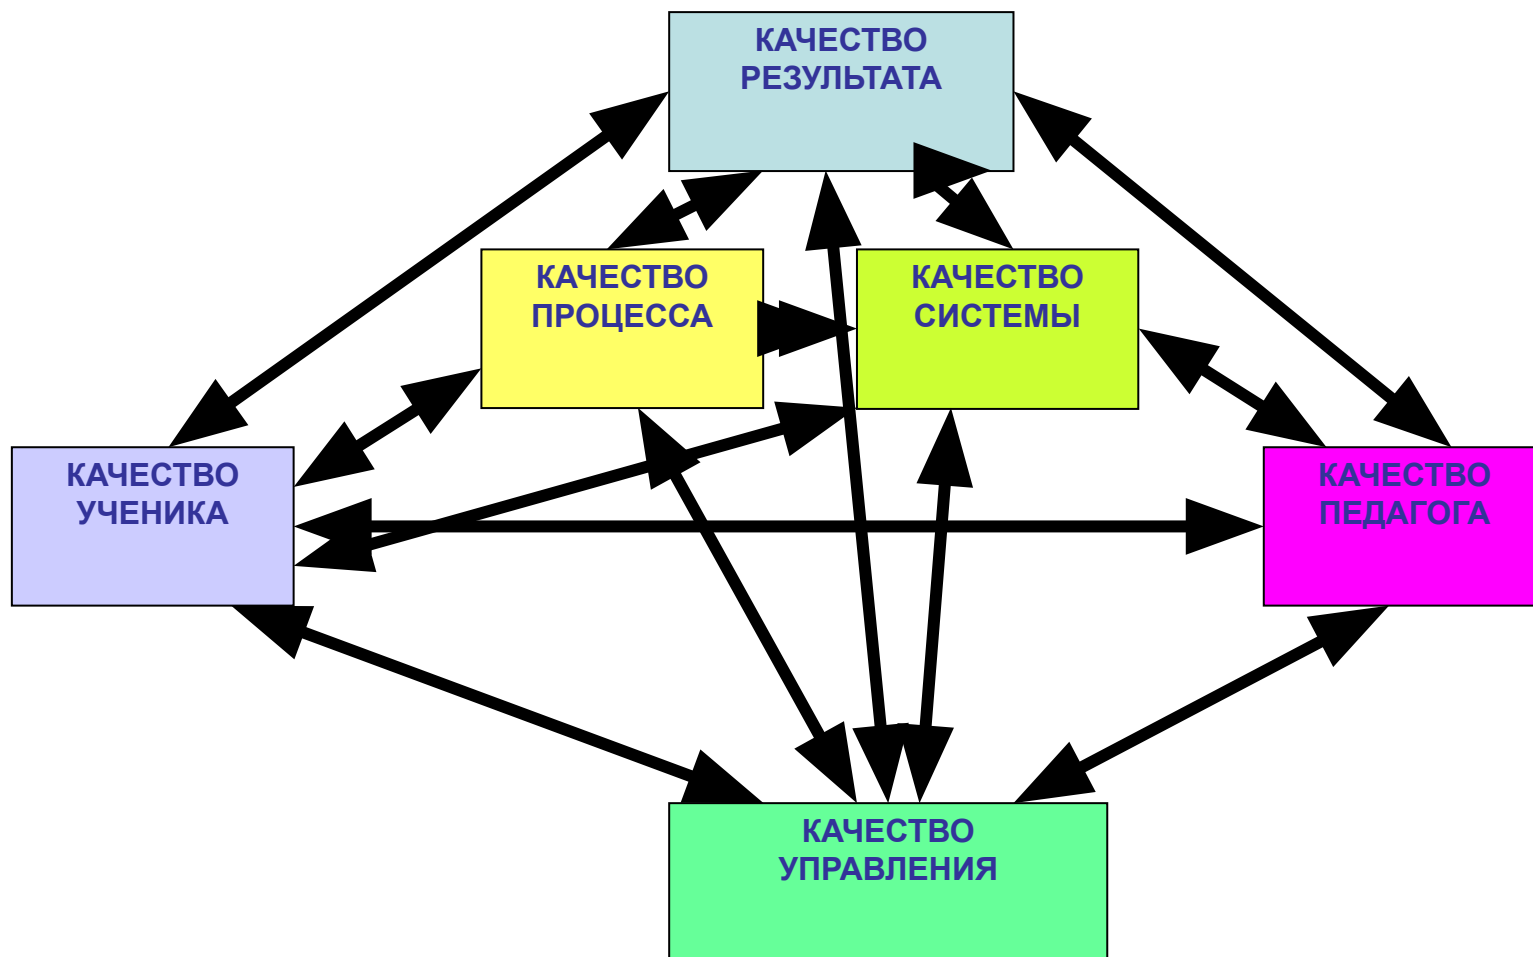 КАЧЕСТВО
РЕЗУЛЬТАТА
КАЧЕСТВО
ПРОЦЕССА
КАЧЕСТВО
СИСТЕМЫ
КАЧЕСТВО
УЧЕНИКА
КАЧЕСТВО
ПЕДАГОГА
КАЧЕСТВО
УПРАВЛЕНИЯ